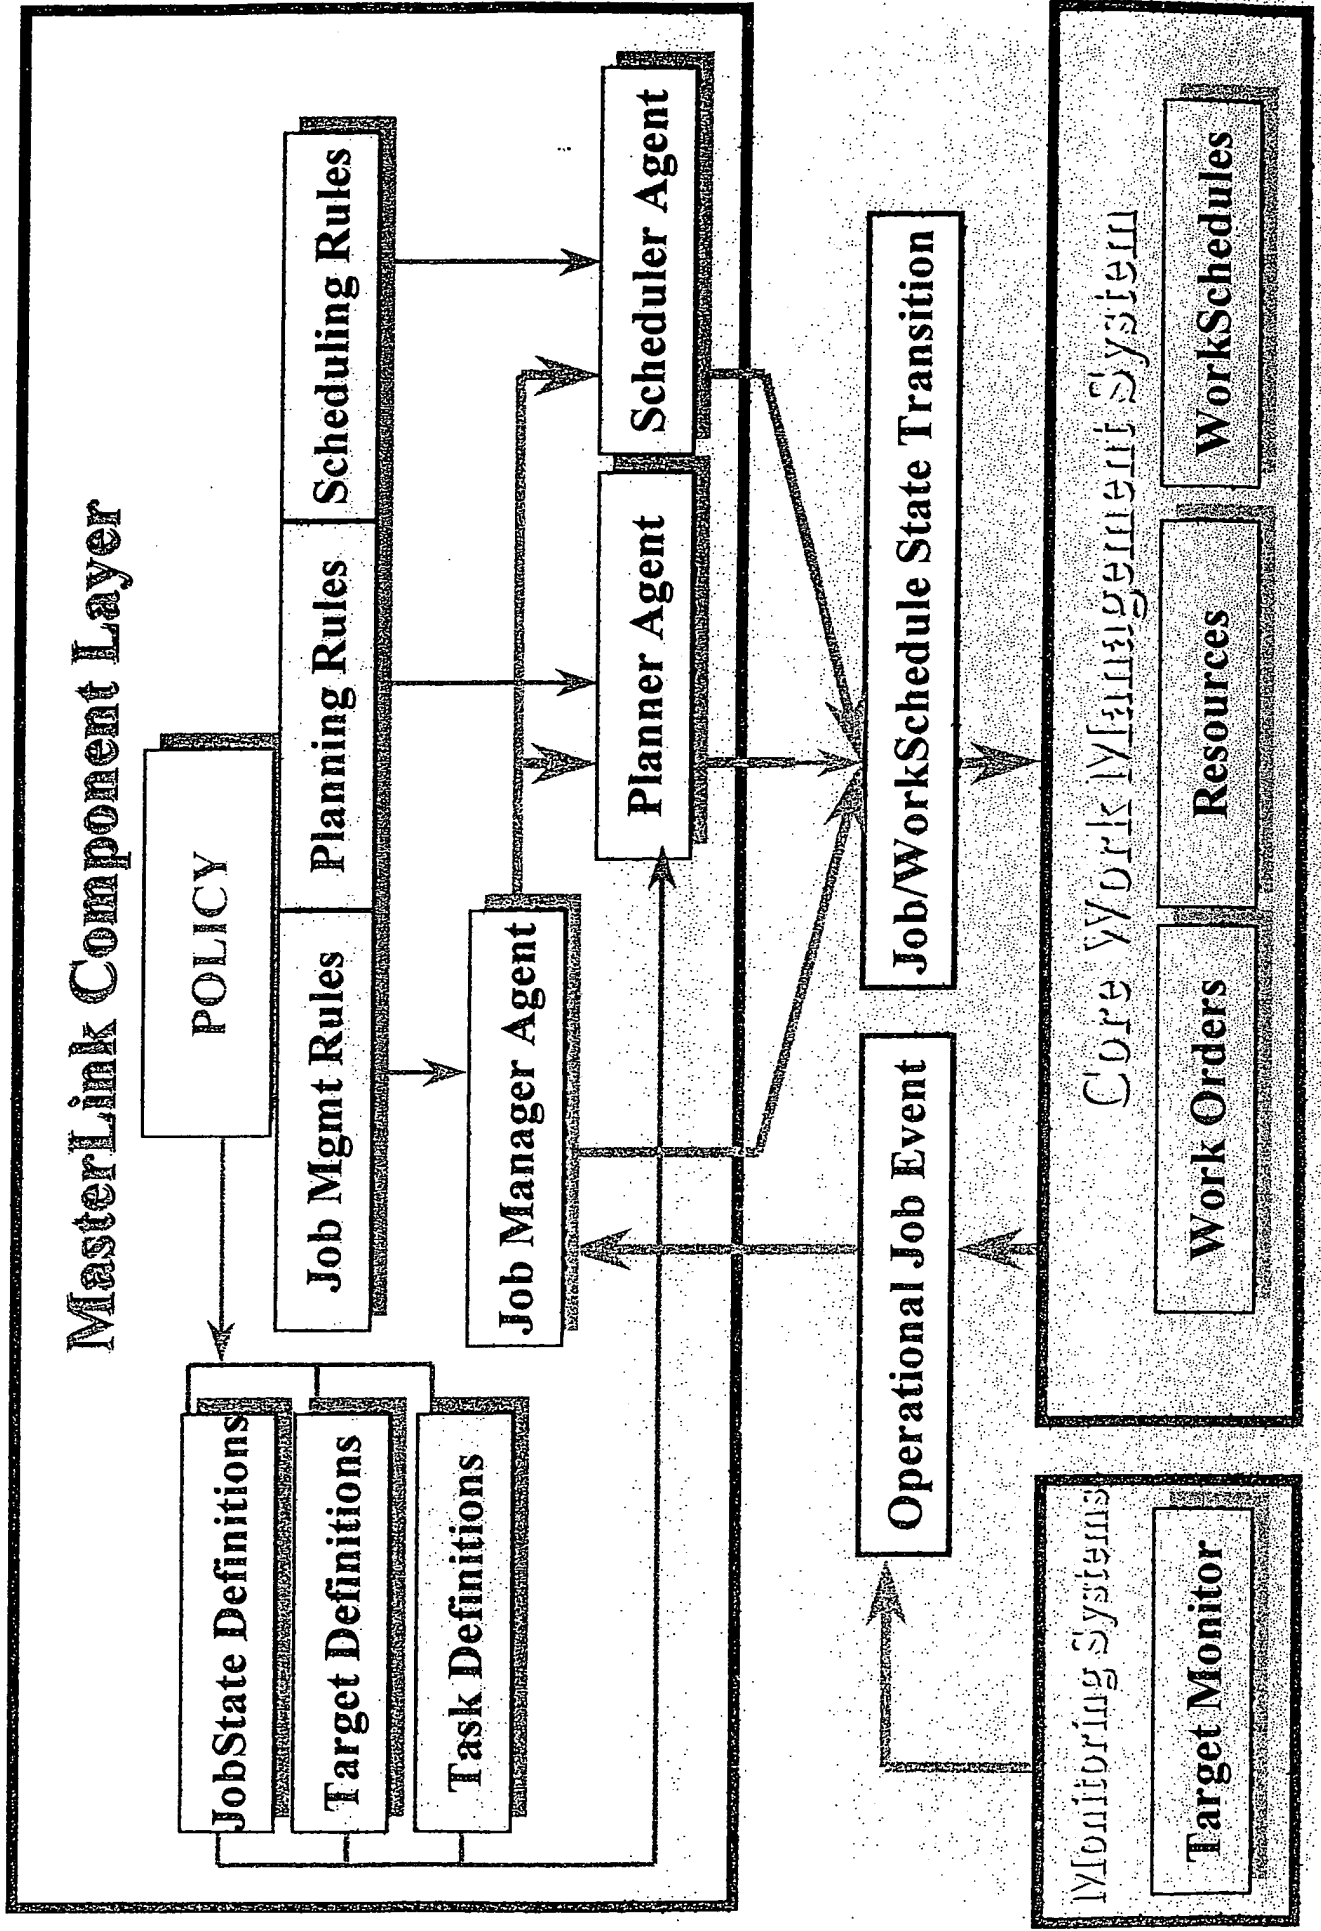 MasterLink Component Layer
POLICY
JobState Definitions
Target Definitions
Task Definitions
Job Mgmt Rules
Planning Rules
Scheduling Rules
Job Manager Agent
Planner Agent
Scheduler Agent
Operational Job Event
Job/WorkSchedule State Transition
Monitoring Systems
Target Monitor
Core Work Management System
Work Orders
Resources
WorkSchedules